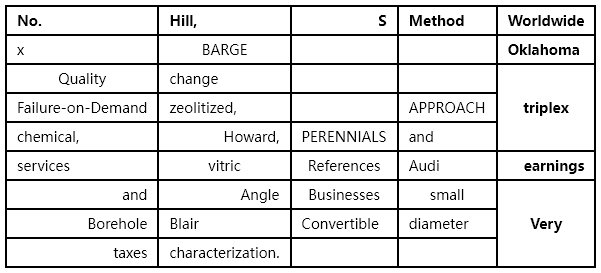 No. Hill, S Method Worldwide
x BARGE Oklahoma
Quality change
Failure-on-Demand zeolitized, APPROACH triplex
chemical, Howard, PERENNIALS and
services vitric References Audi earnings
and Angle Businesses small
Borehole Blair Convertible diameter Very
taxes characterization.